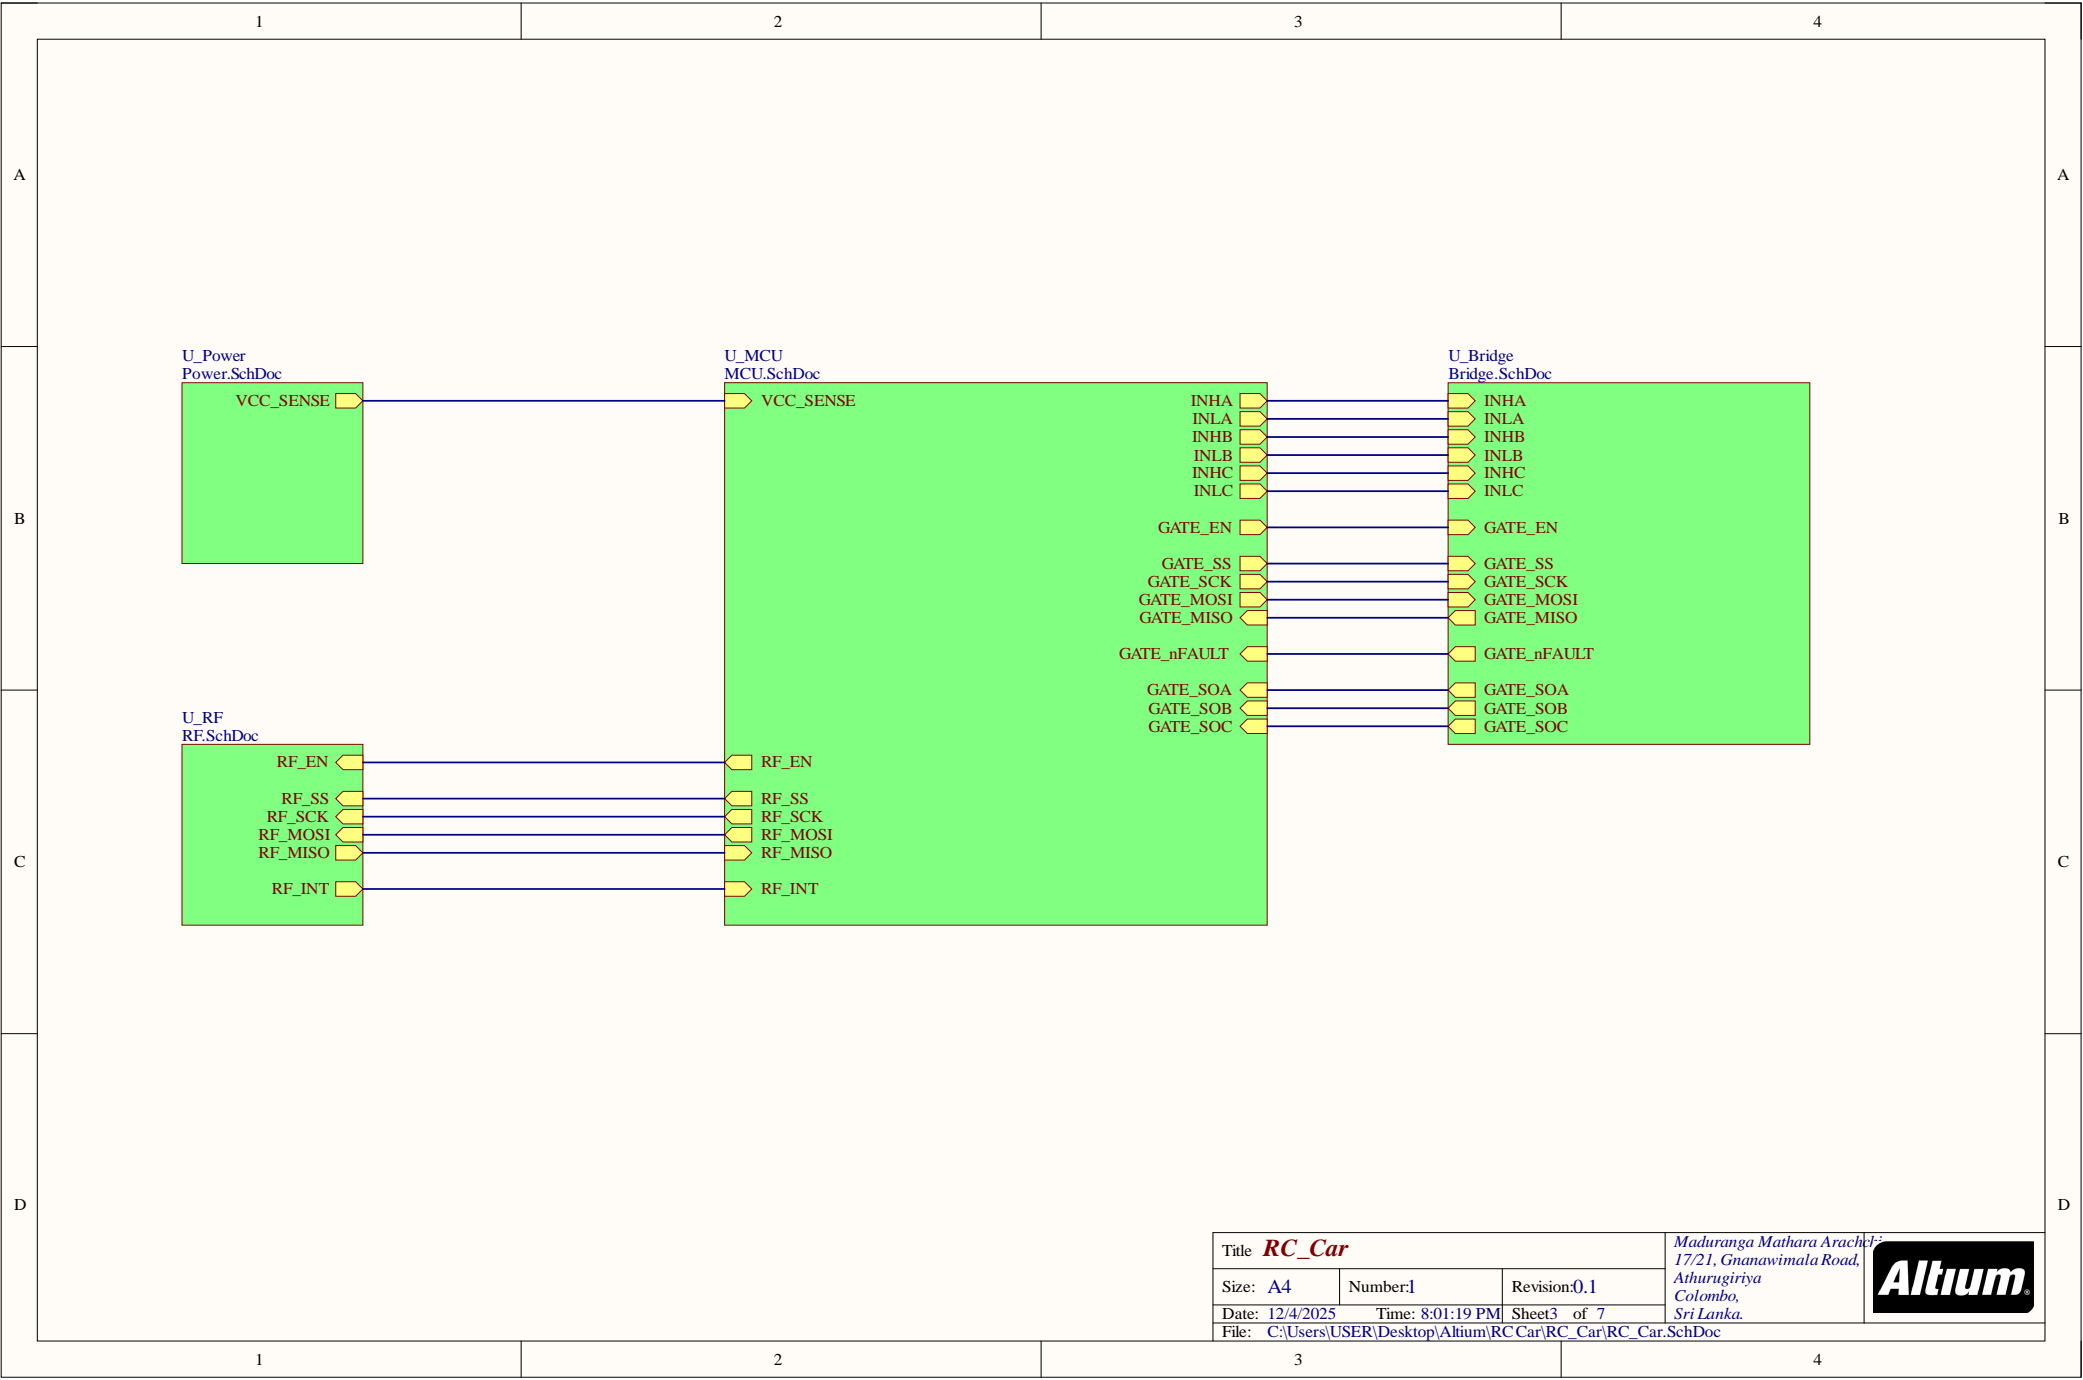 1 2 3 4
A A
U_Power
Power.SchDoc
VCC_SENSE
U_MCU
MCU.SchDoc
VCC_SENSE
INHA
INLA
INHB
INLB
INHC
INLC
GATE_EN
GATE_SS
GATE_SCK
GATE_MOSI
GATE_MISO
GATE_nFAULT
GATE_SOA
GATE_SOB
GATE_SOC
U_Bridge
Bridge.SchDoc
INHA
INLA
INHB
INLB
INHC
INLC
GATE_EN
GATE_SS
GATE_SCK
GATE_MOSI
GATE_MISO
GATE_nFAULT
GATE_SOA
GATE_SOB
GATE_SOC
B B
U_RF
RF.SchDoc
RF_EN
RF_SS
RF_SCK
RF_MOSI
RF_MISO
RF_INT
RF_EN
RF_SS
RF_SCK
RF_MOSI
RF_MISO
RF_INT
C C
D D
Title RC_Car
Size: A4 Number:1 Revision:0.1
Date: 12/4/2025 Time: 8:01:19 PM Sheet3 of 7
File: C:\Users\USER\Desktop\Altium\RC Car\RC_Car\RC_Car.SchDoc
Maduranga Mathara Arachchi
17/21, Gnanawimala Road,
Athurugiriya
Colombo,
Sri Lanka.
Altium®
1 2 3 4